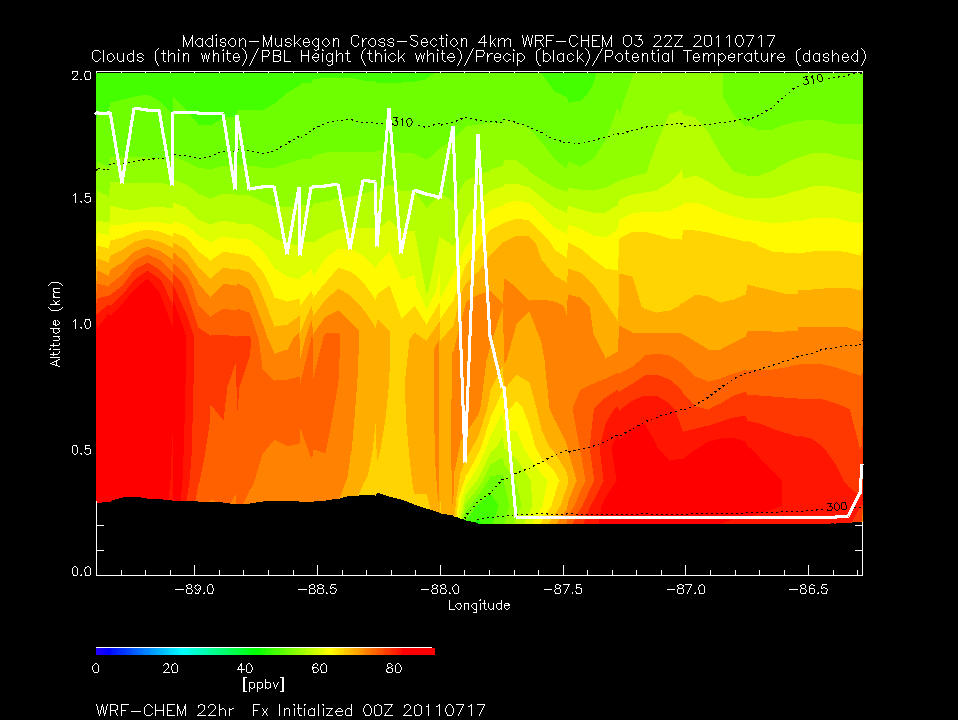 Madison-Muskegon Cross-Section 4km WRF-CHEM O3 22Z 20110717
Clouds (thin white)/PBL Height (thick white)/Precip (black)/Potential Temperature (dashed)
2.0
310
310
1.5
1.0
Altitude (km)
0.5
300
0.0
-89.0 -88.5 -88.0 -87.5 -87.0 -86.5
Longitude
0 20 40 60 80
[ppbv]
WRF-CHEM 22hr Fx Initialized 00Z 20110717